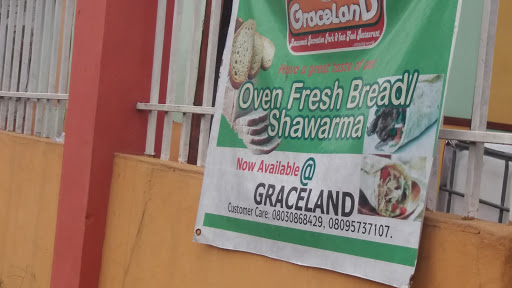 GraceLanD
Oven Fresh Bread/
Shawarma
Now Available @
GRACELAND
Customer Care: 08030868429, 08095737107.